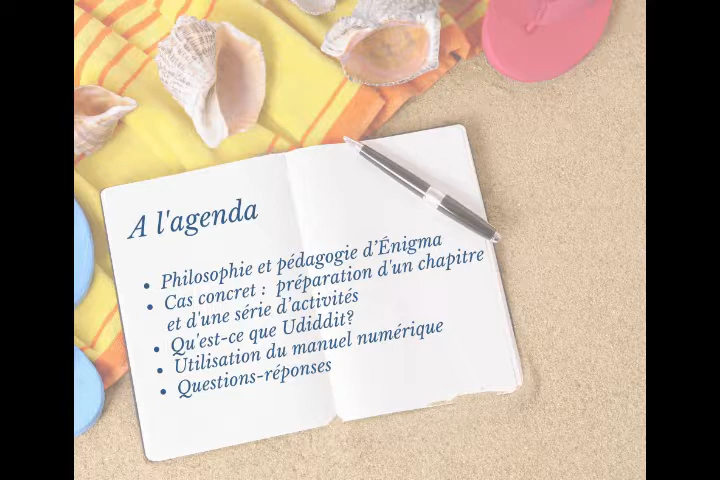 A l'agenda
• Philosophie et pédagogie d'Énigma
• Cas concret : préparation d'un chapitre
et d'une série d'activités
• Qu'est-ce que Udiddit?
• Utilisation du manuel numérique
• Questions-réponses